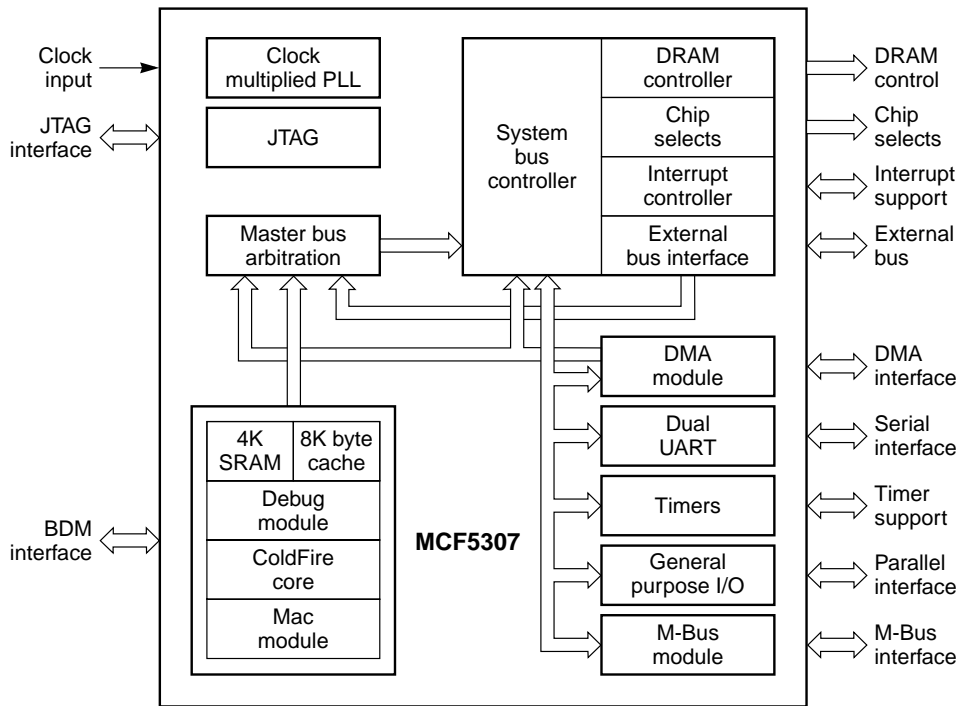 Clock
input
JTAG
interface
BDM
interface
Clock
multiplied PLL
JTAG
Master bus
arbitration
4K
SRAM
8K byte
cache
Debug
module
ColdFire
core
Mac
module
MCF5307
System
bus
controller
DRAM
controller
Chip
selects
Interrupt
controller
External
bus interface
DMA
module
Dual
UART
Timers
General
purpose I/O
M-Bus
module
DRAM
control
Chip
selects
Interrupt
support
External
bus
DMA
interface
Serial
interface
Timer
support
Parallel
interface
M-Bus
interface